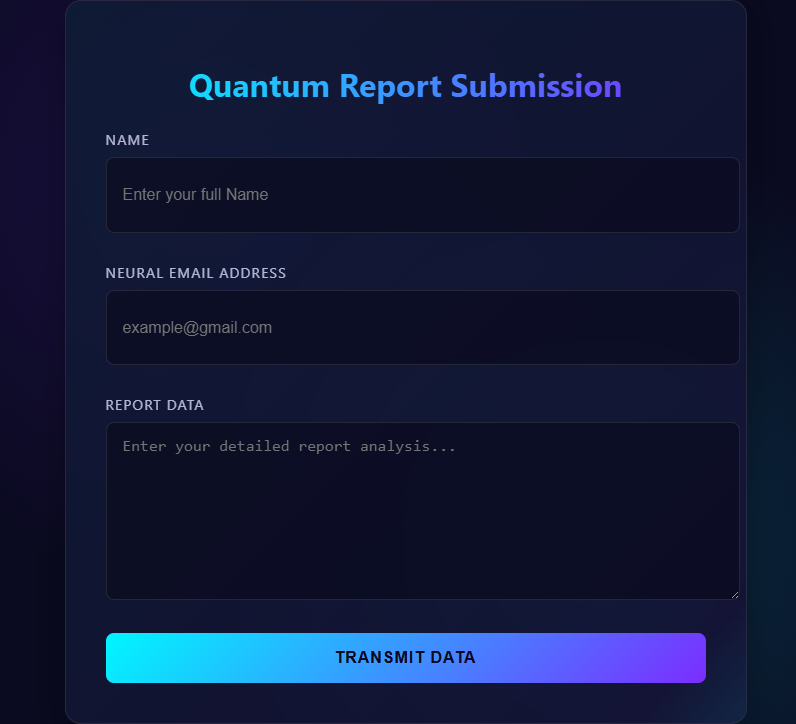 Quantum Report Submission
NAME
Enter your full Name
NEURAL EMAIL ADDRESS
example@gmail.com
REPORT DATA
Enter your detailed report analysis...
TRANSMIT DATA